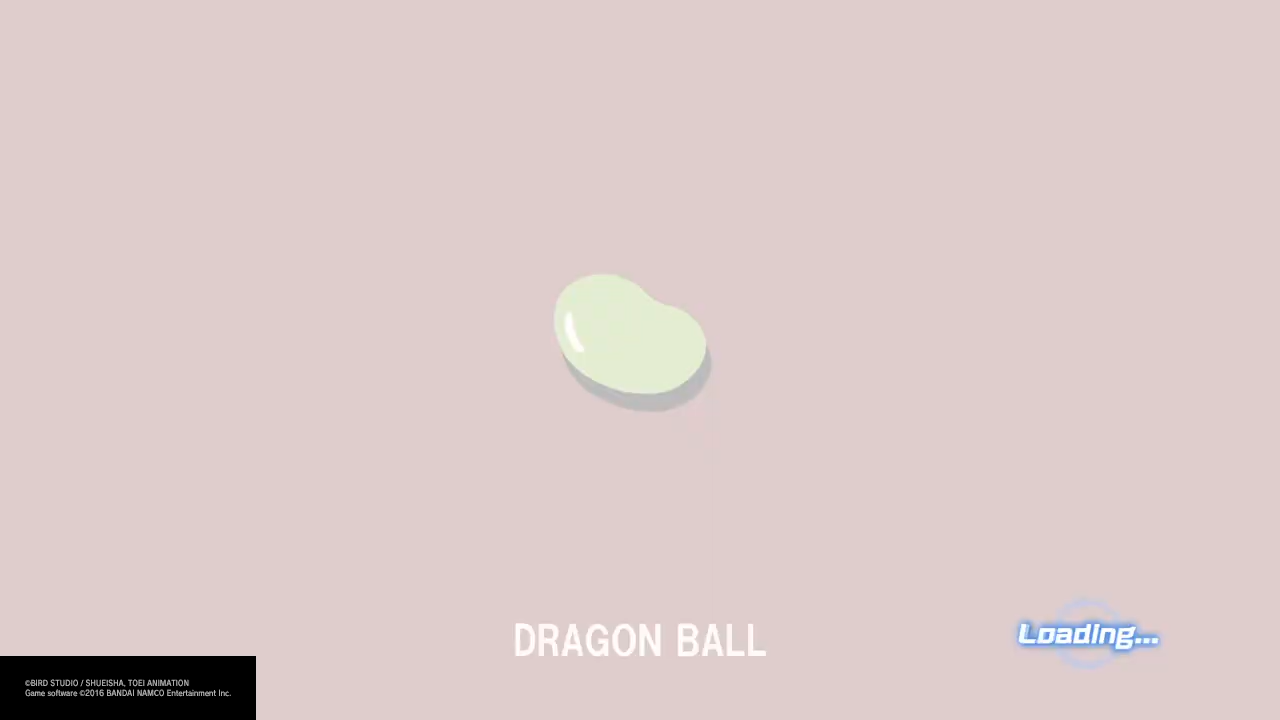 DRAGON BALL
Loading...
©BIRD STUDIO / SHUEISHA, TOEI ANIMATION
Game software ©2016 BANDAI NAMCO Entertainment Inc.